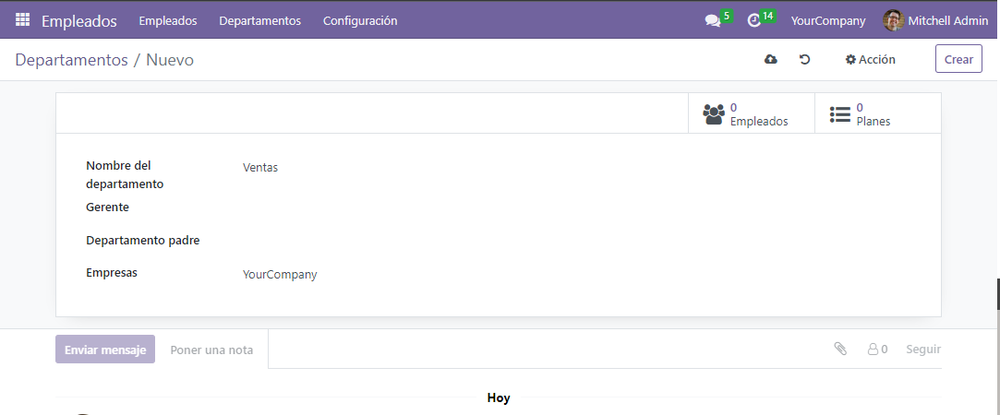 Empleados Empleados Departamentos Configuración 5 14 YourCompany Mitchell Admin
Departamentos / Nuevo Acción Crear
0
Empleados
0
Planes
Nombre del
departamento
Ventas
Gerente
Departamento padre
Empresas YourCompany
Enviar mensaje Poner una nota 0 Seguir
Hoy